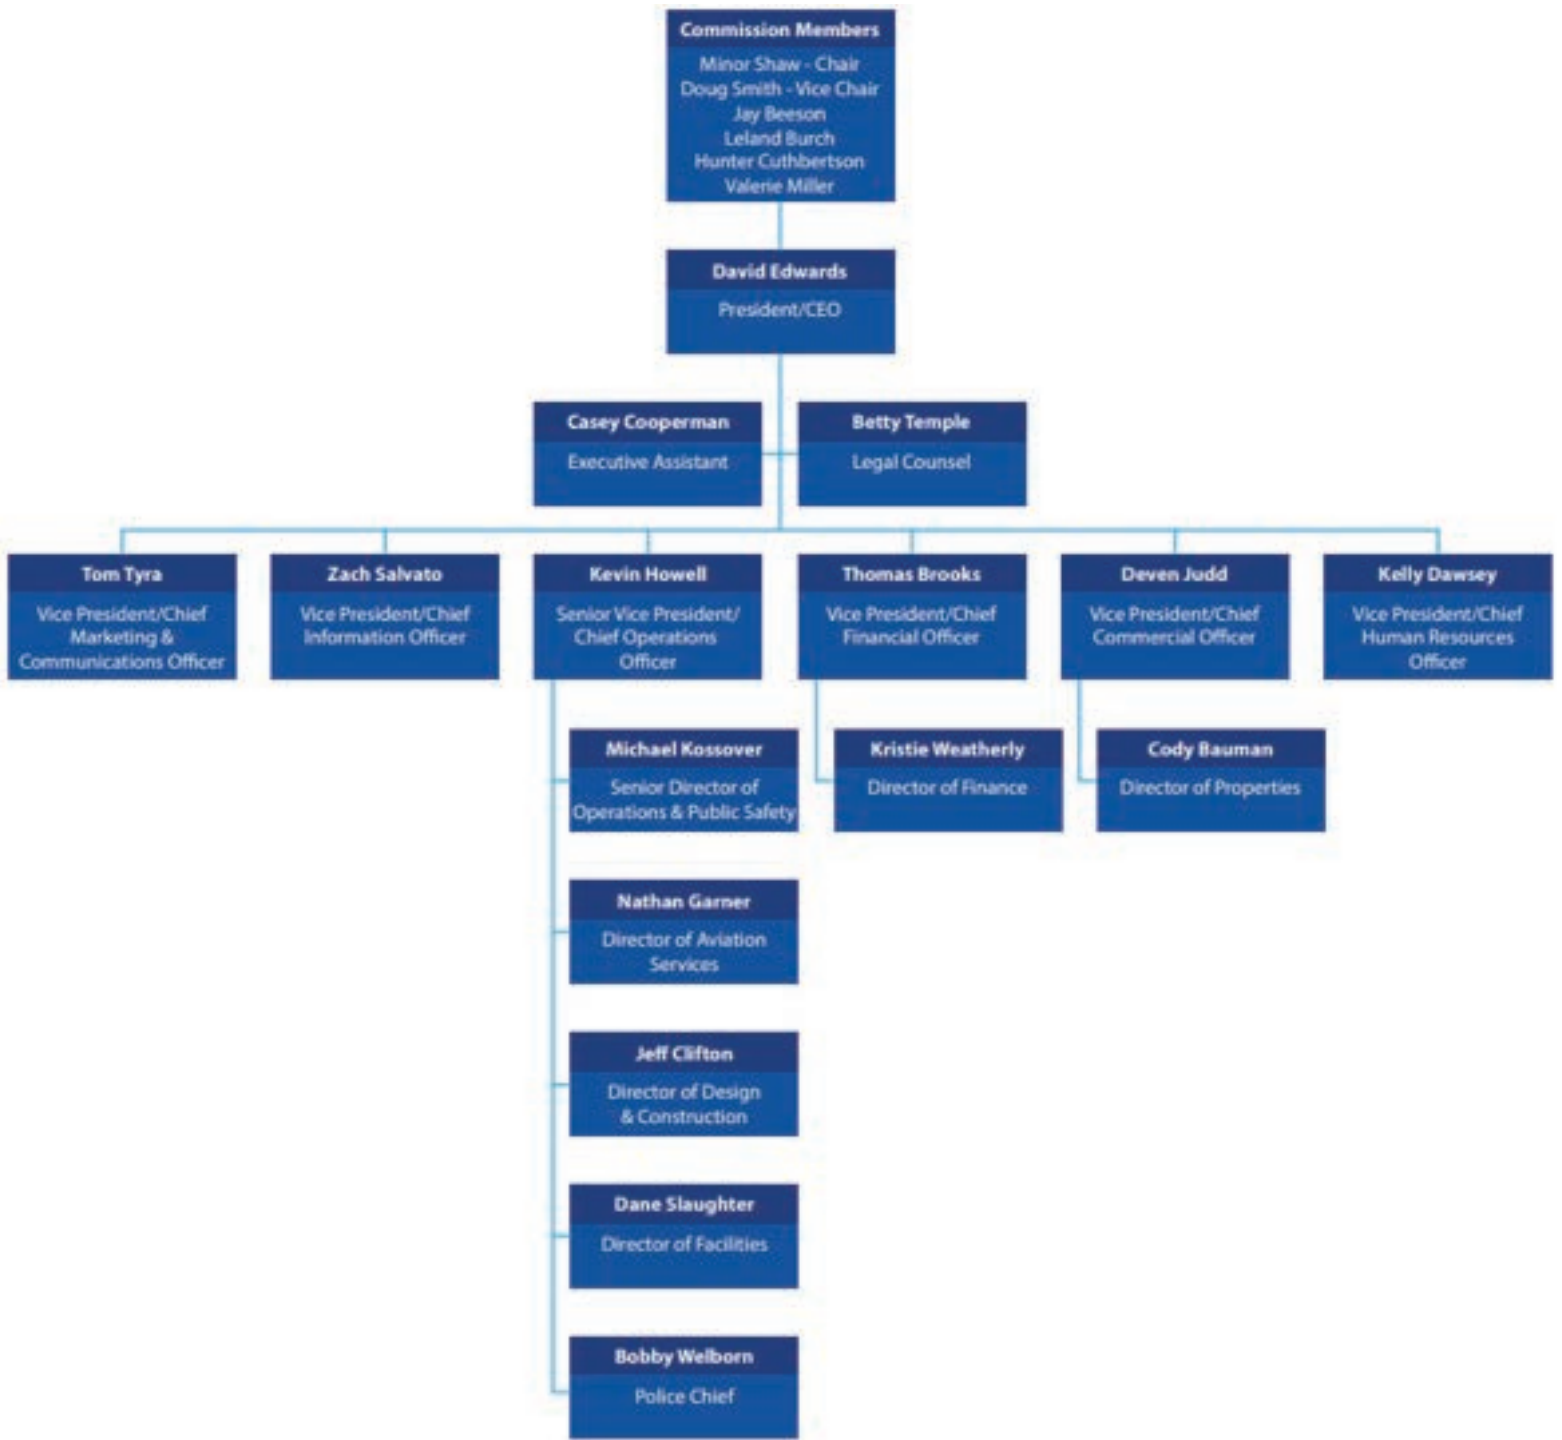 Commission Members
Minor Shaw - Chair
Doug Smith - Vice Chair
Jay Beeson
Leland Burch
Hunter Cuthbertson
Valerie Miller
David Edwards
President/CEO
Casey Cooperman
Executive Assistant
Betty Temple
Legal Counsel
Tom Tyra
Vice President/Chief
Marketing &
Communications Officer
Zach Salvato
Vice President/Chief
Information Officer
Kevin Howell
Senior Vice President/
Chief Operations
Officer
Thomas Brooks
Vice President/Chief
Financial Officer
Deven Judd
Vice President/Chief
Commercial Officer
Kelly Dawsey
Vice President/Chief
Human Resources
Officer
Michael Kossover
Senior Director of
Operations & Public Safety
Kristie Weatherly
Director of Finance
Cody Bauman
Director of Properties
Nathan Garner
Director of Aviation
Services
Jeff Clifton
Director of Design
& Construction
Dane Slaughter
Director of Facilities
Bobby Welborn
Police Chief